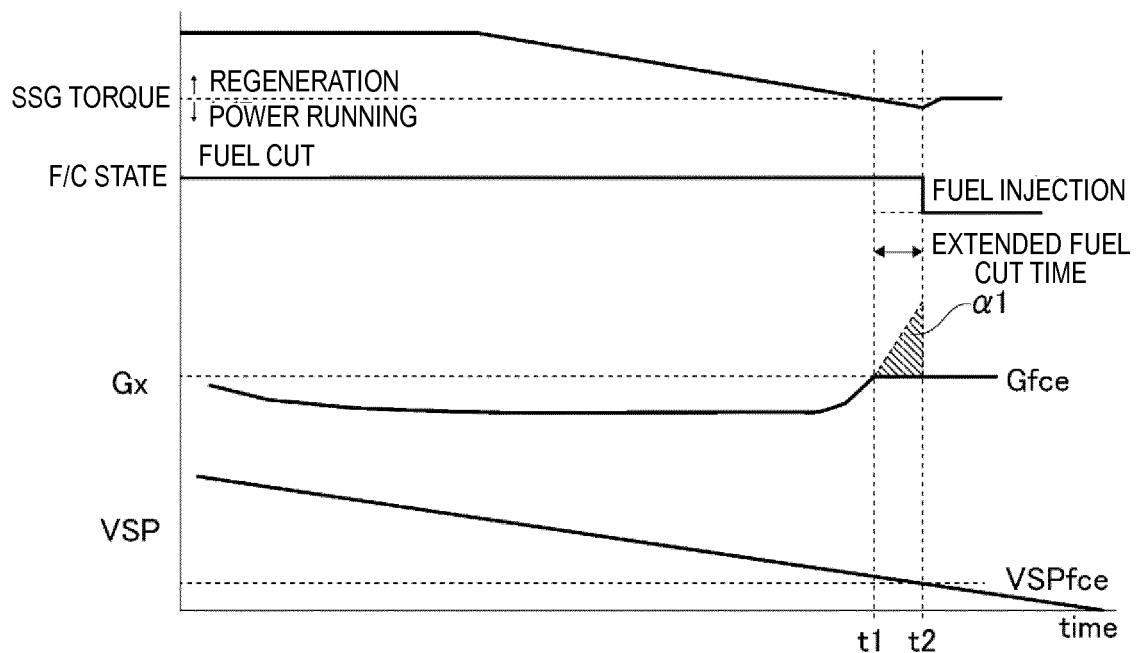 SSG TORQUE
↑ REGENERATION
↓ POWER RUNNING
F/C STATE
FUEL CUT
FUEL INJECTION
EXTENDED FUEL
CUT TIME
α1
Gx
Gfce
VSP
VSPfce
t1
t2
time